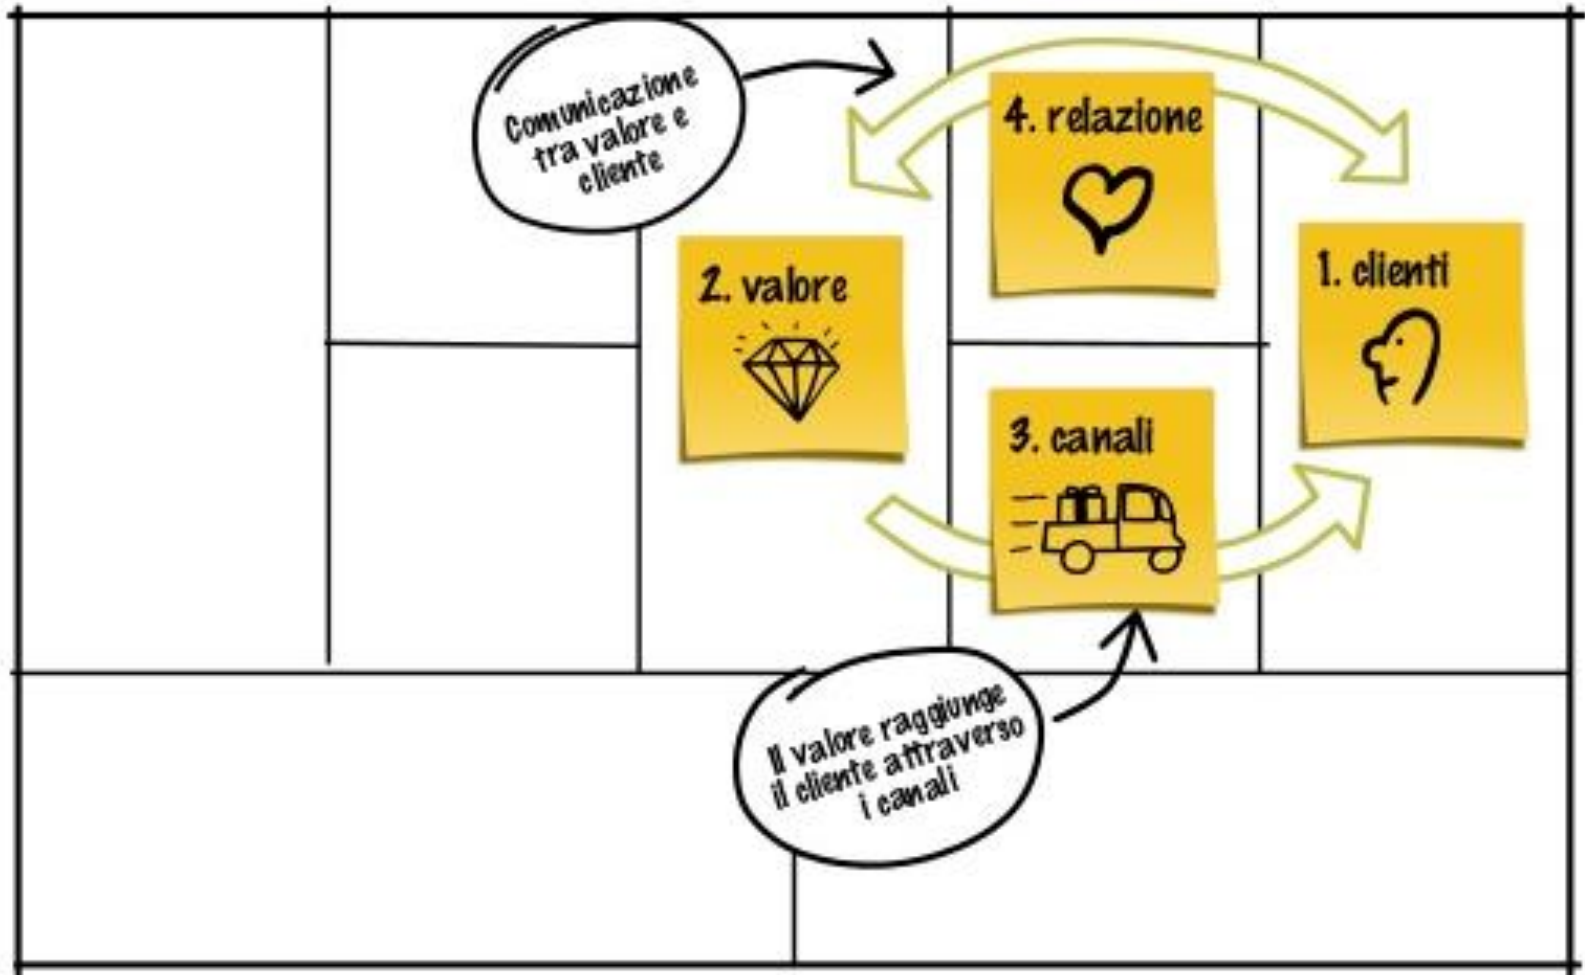 Comunicazione
tra valore e
cliente
4. relazione
2. valore
1. clienti
3. canali
Il valore raggiunge
il cliente attraverso
i canali